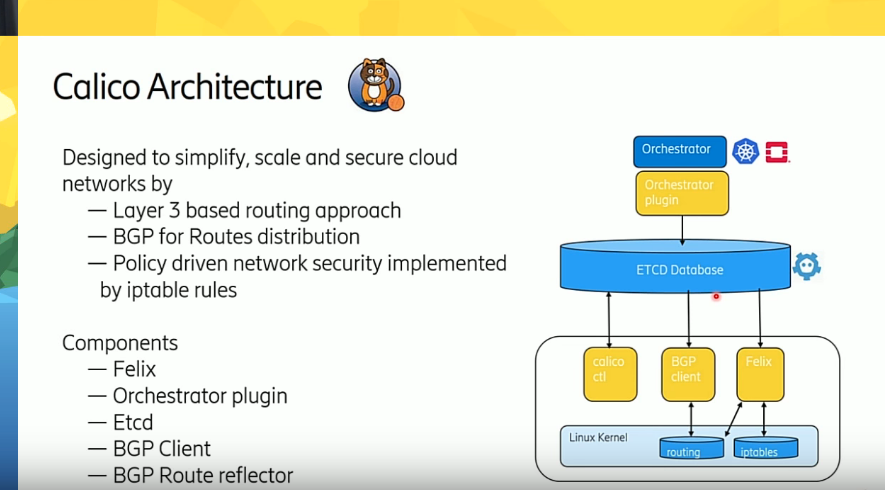 Calico Architecture
Designed to simplify, scale and secure cloud
networks by
— Layer 3 based routing approach
— BGP for Routes distribution
— Policy driven network security implemented
by iptable rules
Components
— Felix
— Orchestrator plugin
— Etcd
— BGP Client
— BGP Route reflector
Orchestrator
Orchestrator
plugin
ETCD Database
calico
ctl
BGP
client
Felix
Linux Kernel
routing
iptables